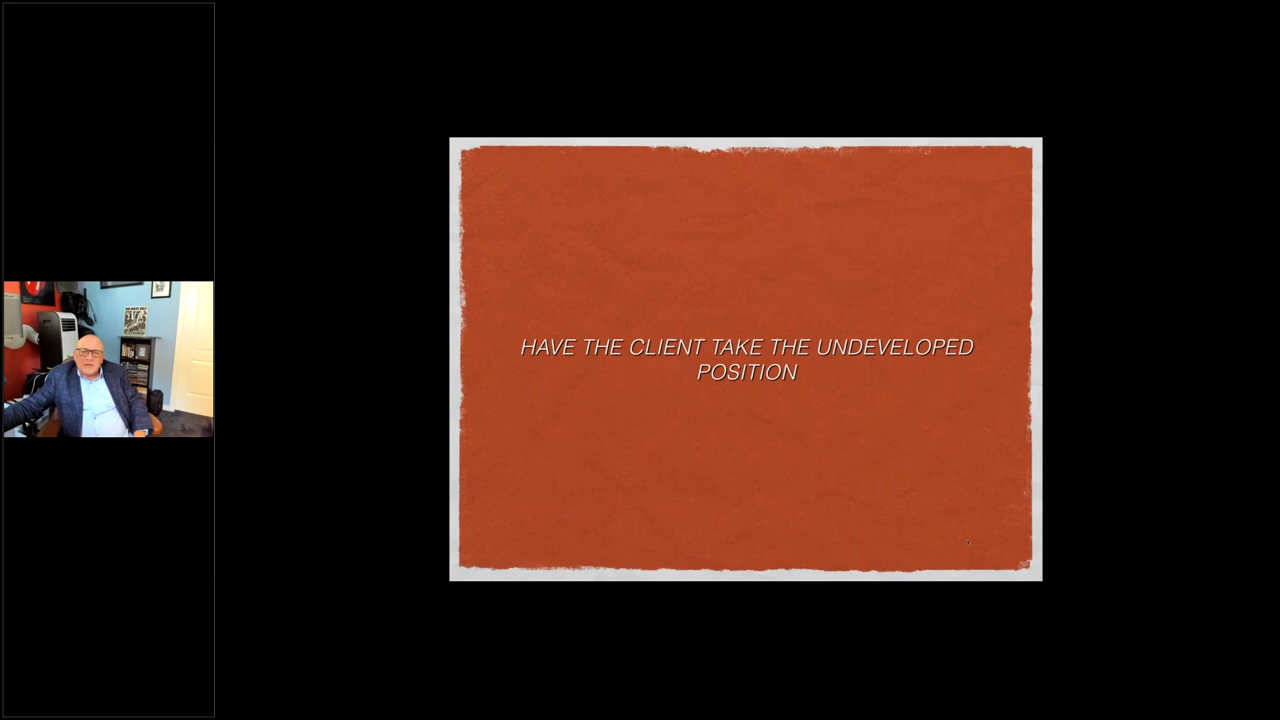 HAVE THE CLIENT TAKE THE UNDEVELOPED
POSITION